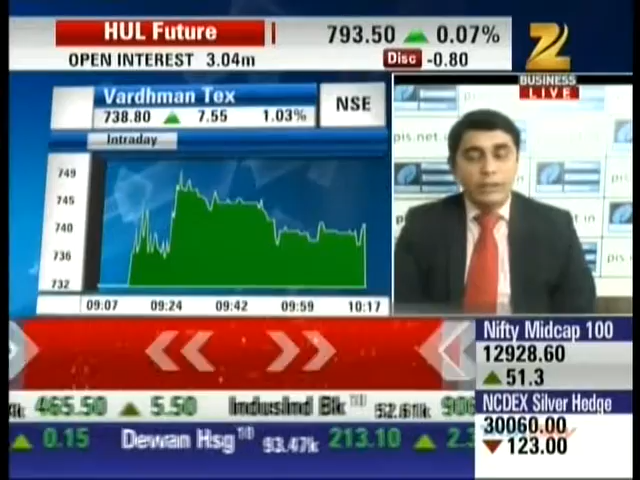 HUL Future
793.50 0.07%
OPEN INTEREST 3.04m
Disc -0.80
Z
BUSINESS
LIVE
Vardhman Tex
738.80 7.55 1.03%
NSE
Intraday
749
745
740
736
732
09:07 09:24 09:42 09:59 10:17
pis.net
pis
Nifty Midcap 100
12928.60
51.3
NCDEX Silver Hedge
30060.00
123.00
465.50 5.50 IndusInd Bk
0.15 Dewan Hsg 93.47k 213.10